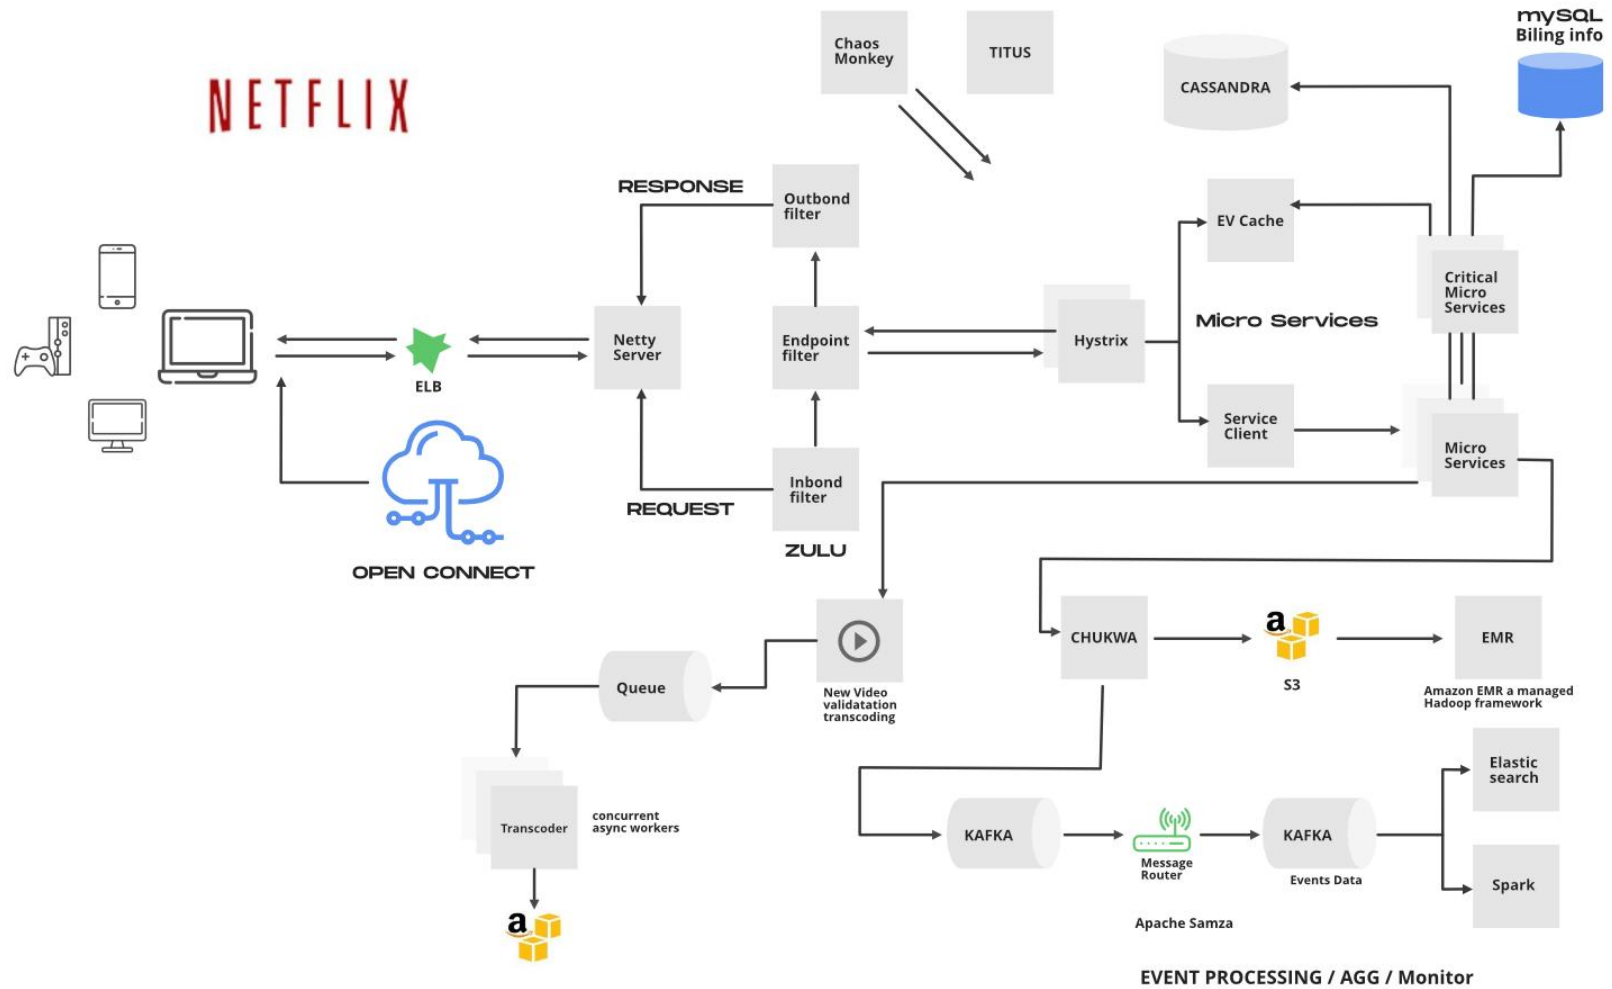 NETFLIX
Chaos
Monkey
TITUS
CASSANDRA
mySQL
Biling info
RESPONSE
Outbond
filter
EV Cache
Critical
Micro
Services
Micro Services
Netty
Server
Endpoint
filter
Hystrix
ELB
Service
Client
Micro
Services
Inbond
filter
REQUEST
ZULU
OPEN CONNECT
CHUKWA
a
S3
EMR
Amazon EMR a managed
Hadoop framework
New Video
validatation
transcoding
Queue
Transcoder
concurrent
async workers
a
KAFKA
Message
Router
KAFKA
Events Data
Elastic
search
Spark
Apache Samza
EVENT PROCESSING / AGG / Monitor